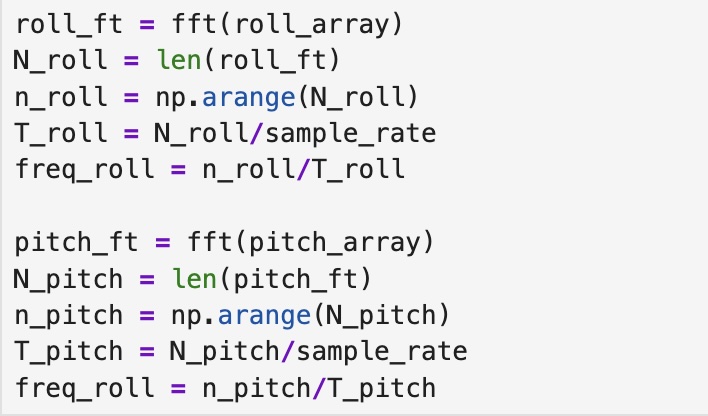 roll_ft = fft(roll_array)
N_roll = len(roll_ft)
n_roll = np.arange(N_roll)
T_roll = N_roll/sample_rate
freq_roll = n_roll/T_roll

pitch_ft = fft(pitch_array)
N_pitch = len(pitch_ft)
n_pitch = np.arange(N_pitch)
T_pitch = N_pitch/sample_rate
freq_roll = n_pitch/T_pitch